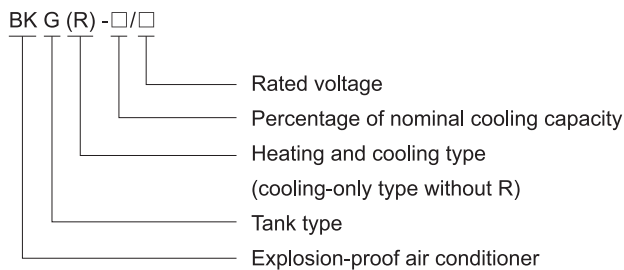 BK G (R) -□/□
Rated voltage
Percentage of nominal cooling capacity
Heating and cooling type
(cooling-only type without R)
Tank type
Explosion-proof air conditioner